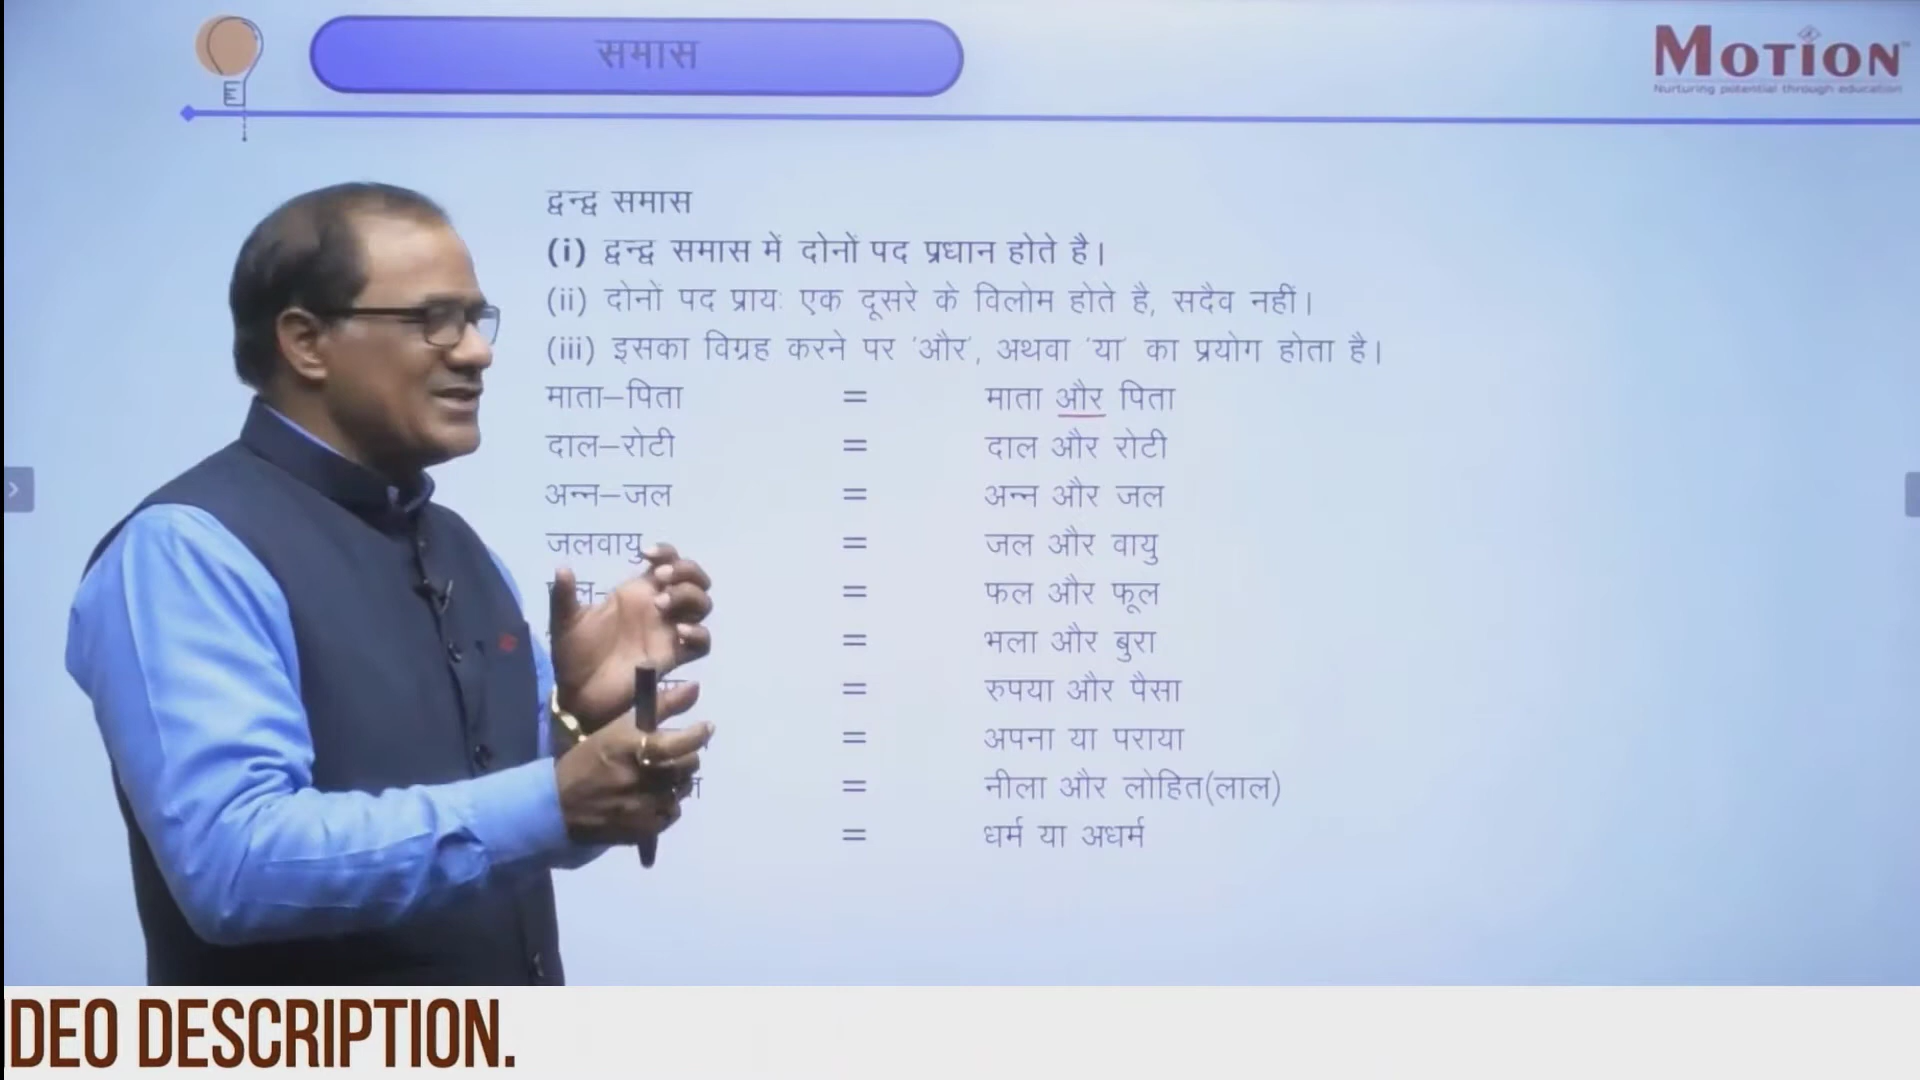 समास
MOTION
Nurturing potential through education
द्वन्द्व समास
(i) द्वन्द्व समास में दोनों पद प्रधान होते है।
(ii) दोनों पद प्रायः एक दूसरे के विलोम होते है, सदैव नहीं।
(iii) इसका विग्रह करने पर 'और', अथवा 'या' का प्रयोग होता है।
माता–पिता = माता और पिता
दाल–रोटी = दाल और रोटी
अन्न–जल = अन्न और जल
जलवायु = जल और वायु
= फल और फूल
= भला और बुरा
= रुपया और पैसा
= अपना या पराया
= नीला और लोहित(लाल)
= धर्म या अधर्म
DEO DESCRIPTION.